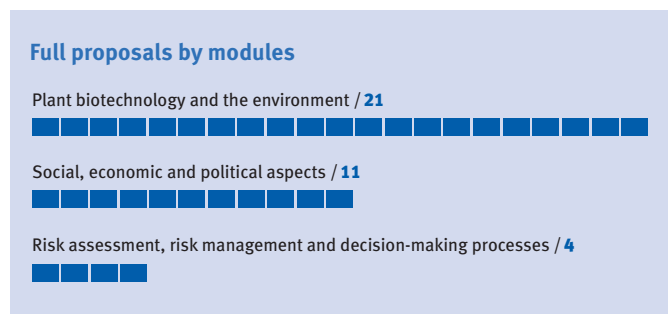 Full proposals by modules
Plant biotechnology and the environment / 21
Social, economic and political aspects / 11
Risk assessment, risk management and decision-making processes / 4